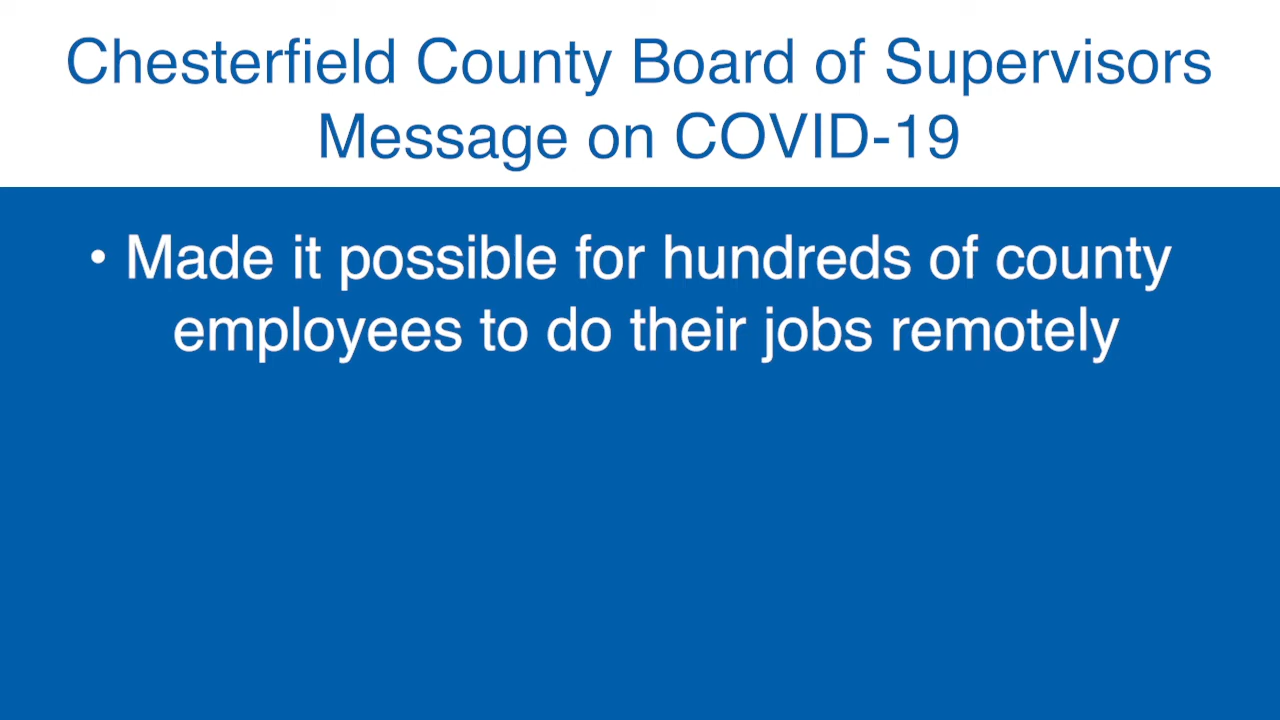 Chesterfield County Board of Supervisors
Message on COVID-19
• Made it possible for hundreds of county
employees to do their jobs remotely